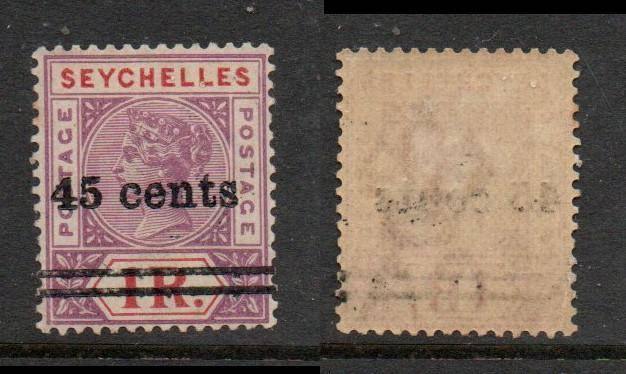 SEYCHELLES
POSTAGE
POSTAGE
45 cents
1R.